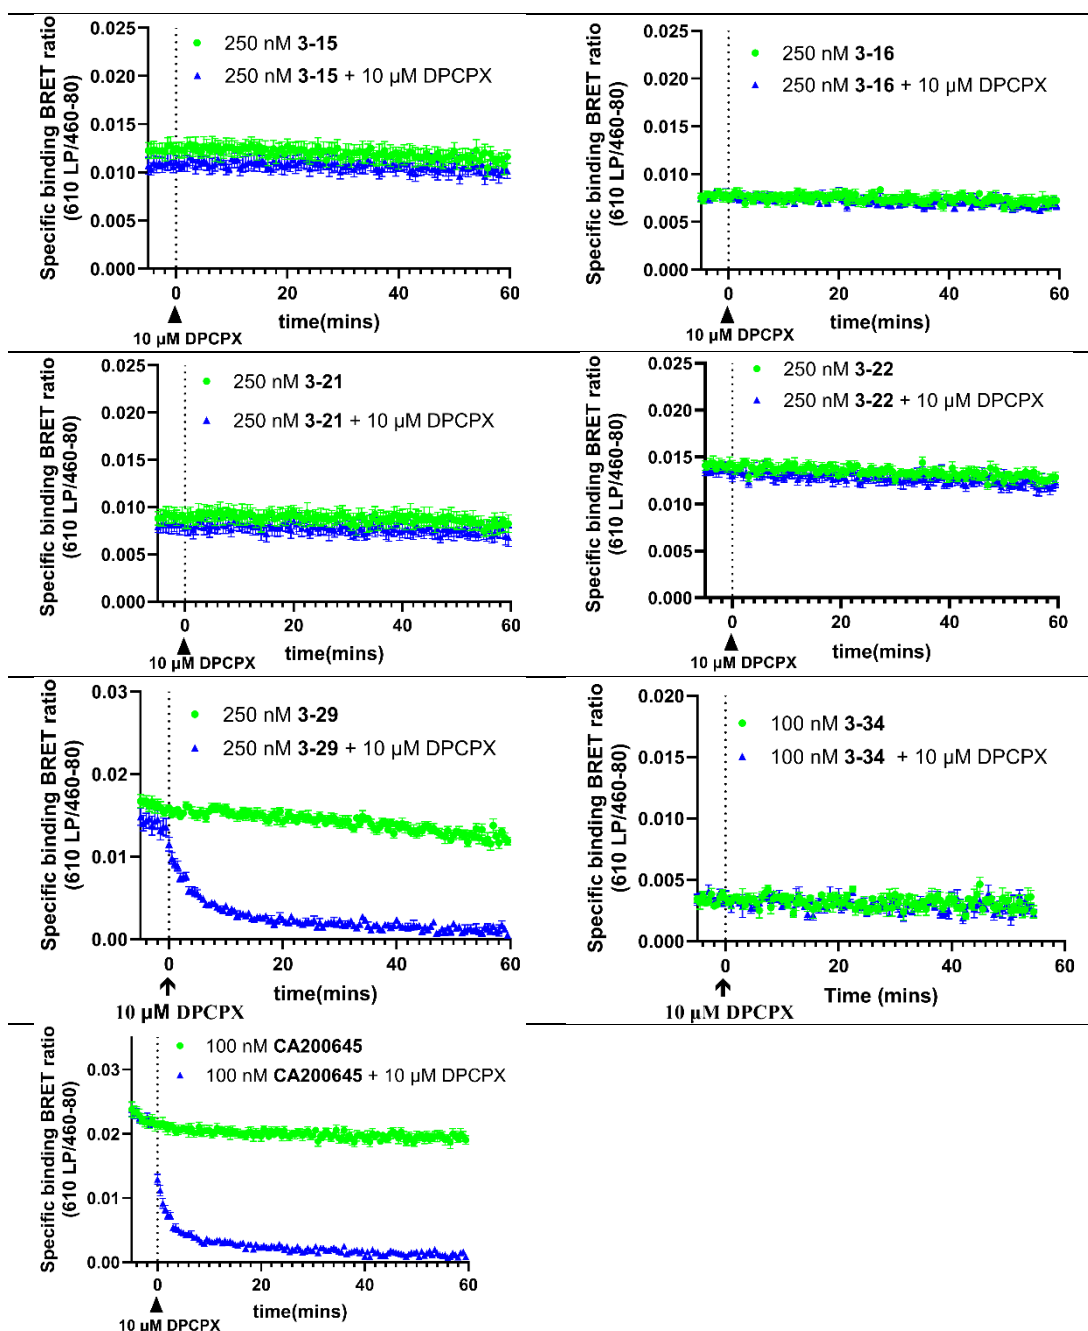 Specific binding BRET ratio
(610 LP/460-80)
0.025
0.020
0.015
0.010
0.005
0.000
250 nM 3-15
250 nM 3-15 + 10 µM DPCPX
0 20 40 60
time(mins)
10 µM DPCPX
Specific binding BRET ratio
(610 LP/460-80)
0.025
0.020
0.015
0.010
0.005
0.000
250 nM 3-16
250 nM 3-16 + 10 µM DPCPX
0 20 40 60
time(mins)
10 µM DPCPX
Specific binding BRET ratio
(610 LP/460-80)
0.025
0.020
0.015
0.010
0.005
0.000
250 nM 3-21
250 nM 3-21 + 10 µM DPCPX
0 20 40 60
time(mins)
10 µM DPCPX
Specific binding BRET ratio
(610 LP/460-80)
0.025
0.020
0.015
0.010
0.005
0.000
250 nM 3-22
250 nM 3-22 + 10 µM DPCPX
0 20 40 60
time(mins)
10 µM DPCPX
Specific binding BRET ratio
(610 LP/460-80)
0.03
0.02
0.01
0.00
250 nM 3-29
250 nM 3-29 + 10 µM DPCPX
0 20 40 60
time(mins)
10 µM DPCPX
Specific binding BRET ratio
(610 LP/460-80)
0.020
0.015
0.010
0.005
0.000
100 nM 3-34
100 nM 3-34 + 10 µM DPCPX
0 20 40 60
Time (mins)
10 µM DPCPX
Specific binding BRET ratio
(610 LP/460-80)
0.03
0.02
0.01
0.00
100 nM CA200645
100 nM CA200645 + 10 µM DPCPX
0 20 40 60
time(mins)
10 µM DPCPX